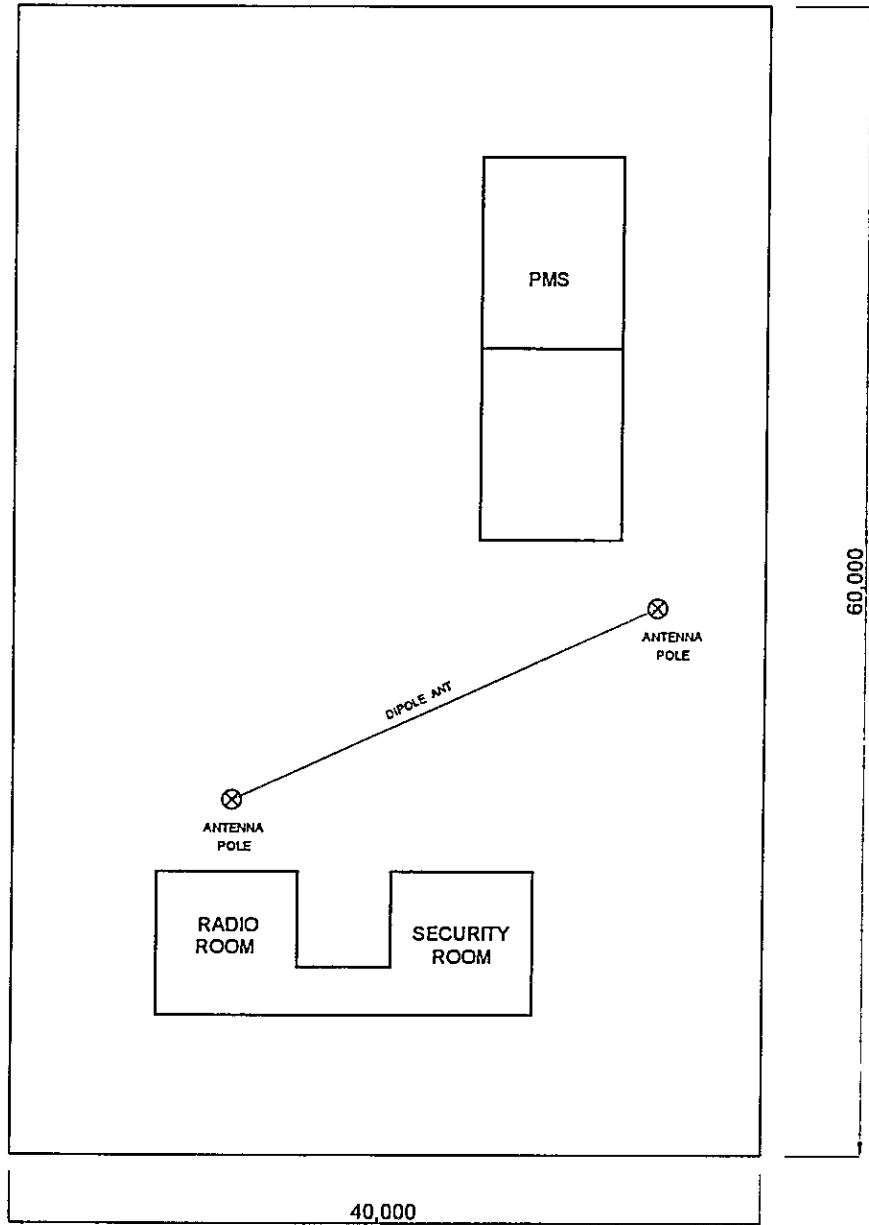 PMS
60,000
ANTENNA
POLE
DIPOLE ANT
ANTENNA
POLE
RADIO
ROOM
SECURITY
ROOM
40,000